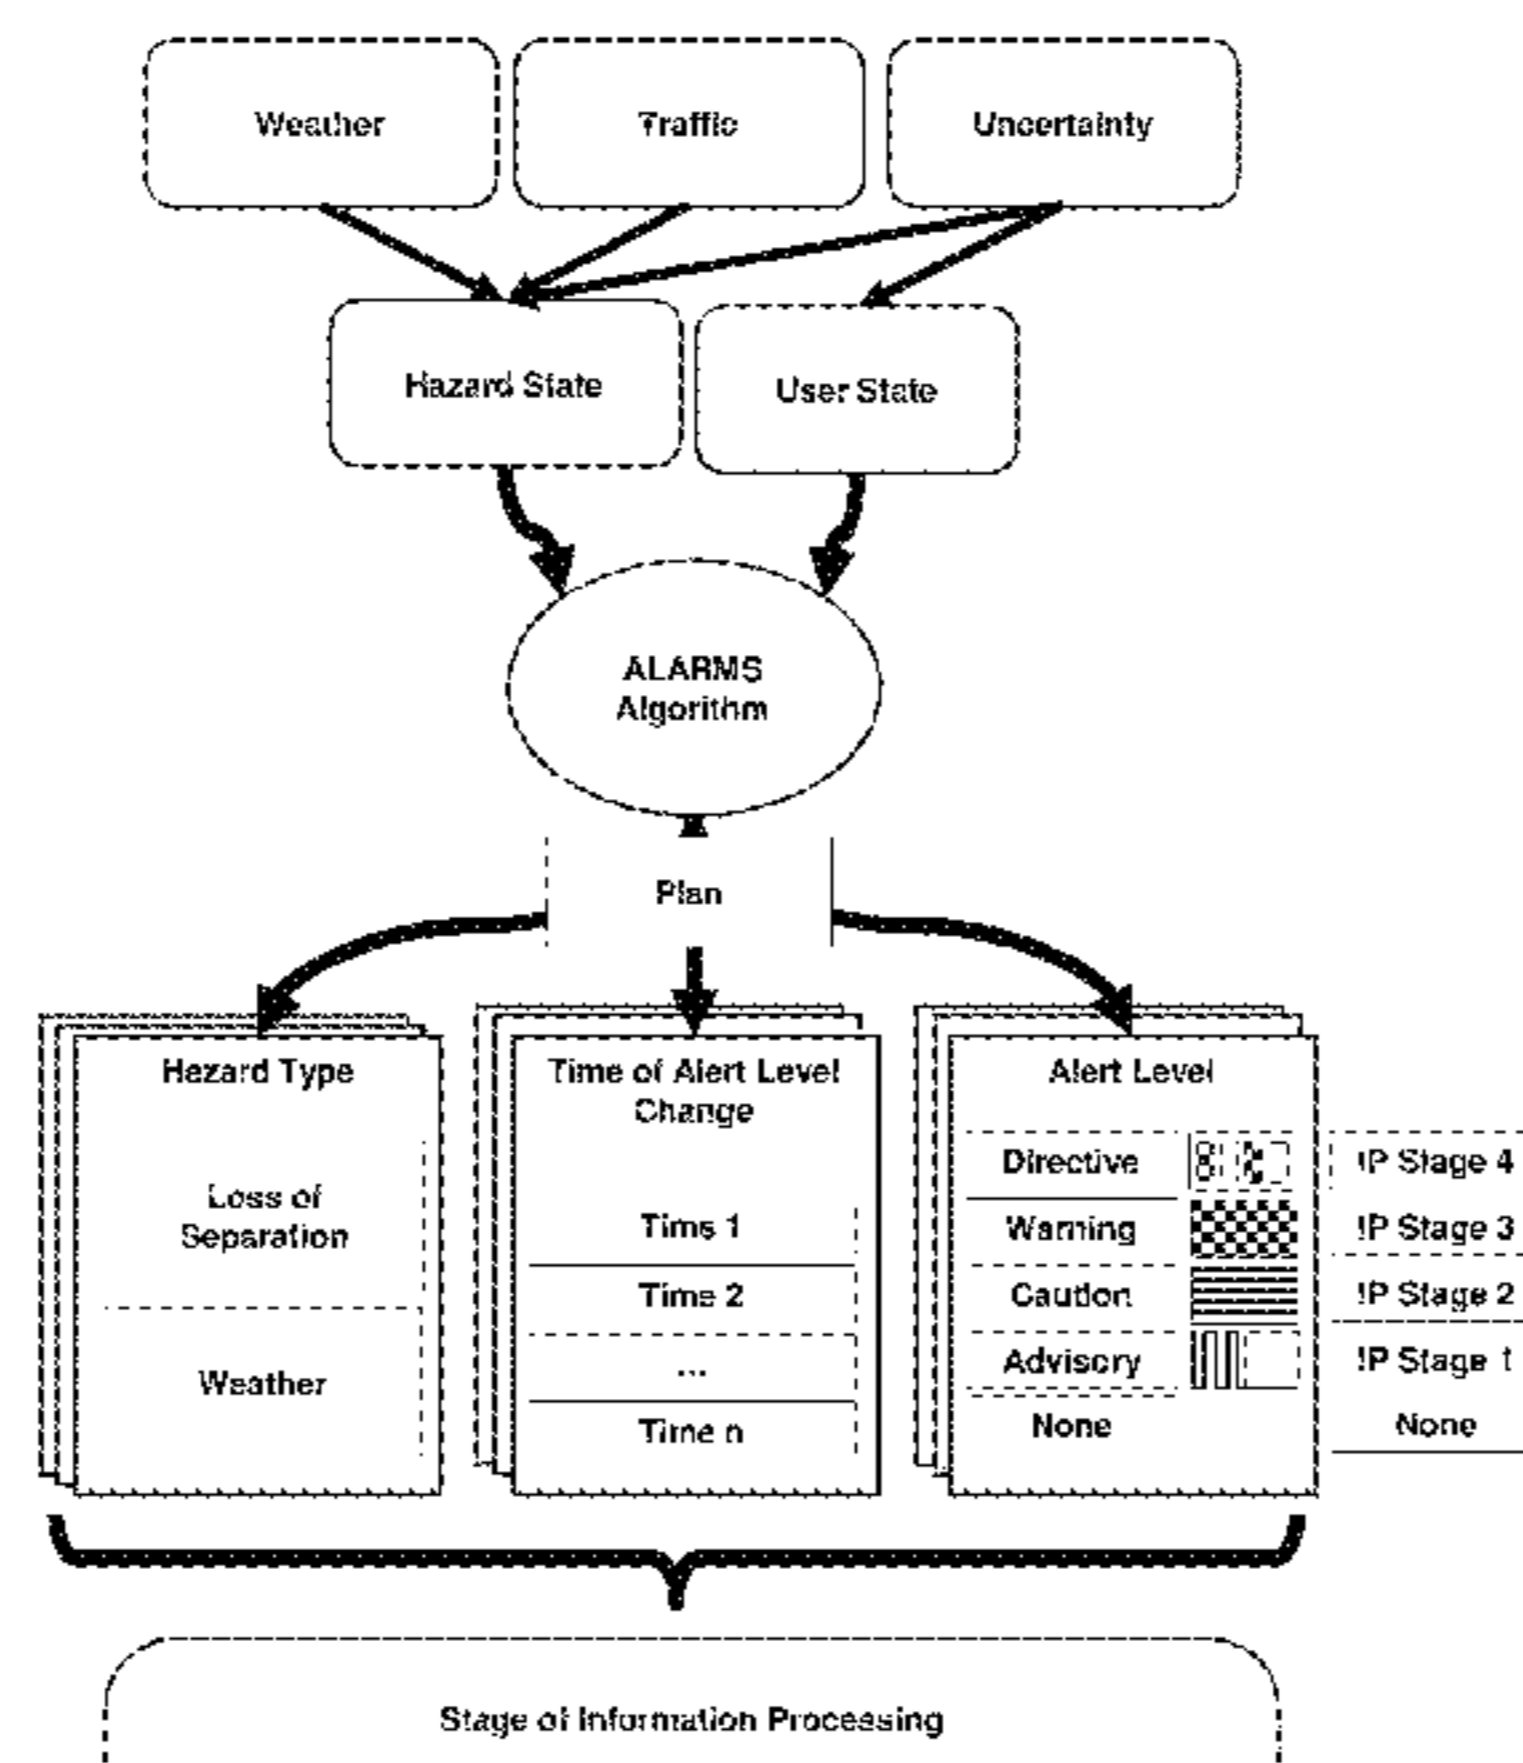 Weather
Traffic
Uncertainty
Hazard State
User State
ALARMS
Algorithm
Plan
Hazard Type
Time of Alert Level
Change
Alert Level
Loss of
Separation
Weather
Time 1
Time 2
...
Time n
Directive
IP Stage 4
Warning
IP Stage 3
Caution
IP Stage 2
Advisory
IP Stage 1
None
None
Stage of Information Processing